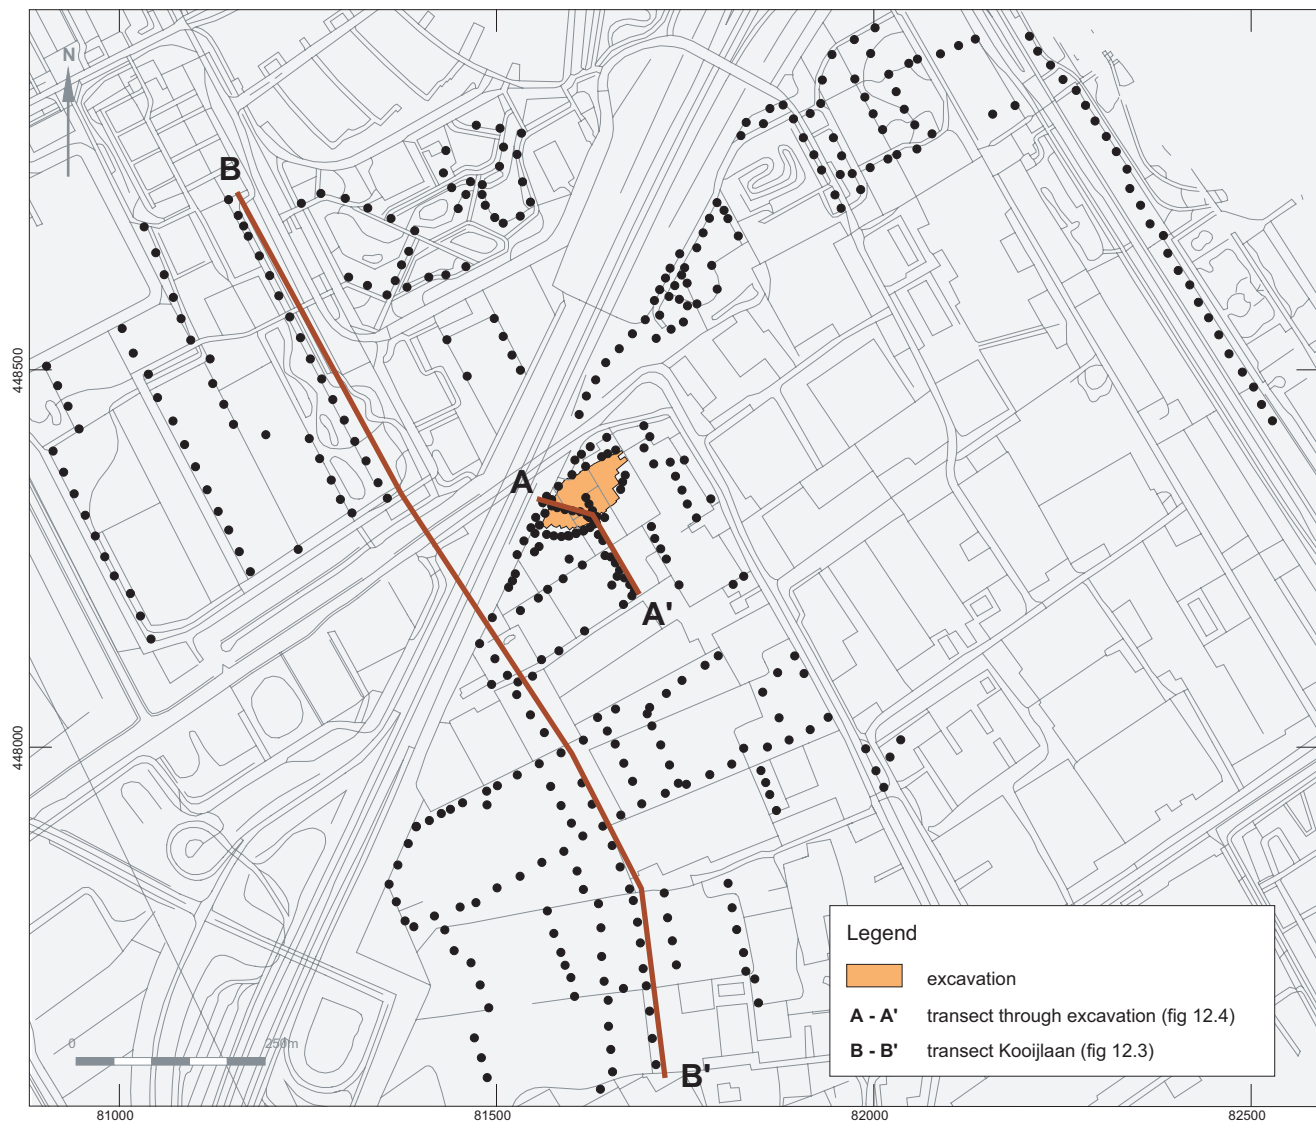 N
B
448500
A
A'
448000
Legend
excavation
A - A' transect through excavation (fig 12.4)
B - B' transect Kooijlaan (fig 12.3)
0 250m
B'
81000 81500 82000 82500